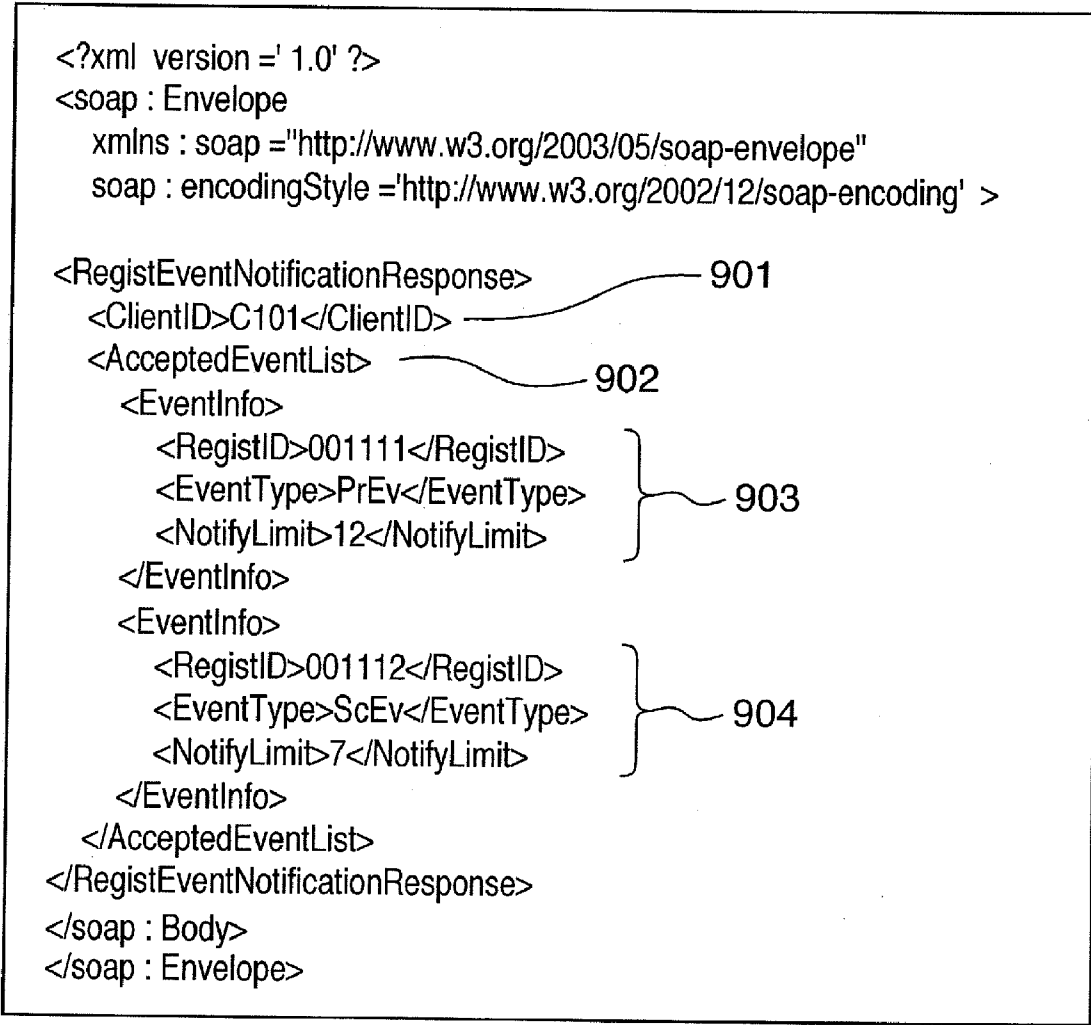 <?xml version =' 1.0' ?>
<soap : Envelope
xmlns : soap ="http://www.w3.org/2003/05/soap-envelope"
soap : encodingStyle ='http://www.w3.org/2002/12/soap-encoding' >
<RegistEventNotificationResponse>
901
<ClientID>C101</ClientID>
<AcceptedEventList>
902
<EventInfo>
<RegistID>001111</RegistID>
<EventType>PrEv</EventType>
903
<NotifyLimit>12</NotifyLimit>
</EventInfo>
<EventInfo>
<RegistID>001112</RegistID>
<EventType>ScEv</EventType>
904
<NotifyLimit>7</NotifyLimit>
</EventInfo>
</AcceptedEventList>
</RegistEventNotificationResponse>
</soap : Body>
</soap : Envelope>